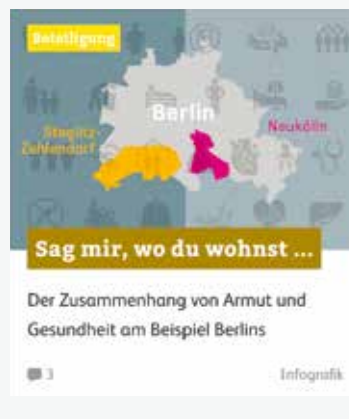 Beteiligung
Berlin
Steglitz-
Zehlendorf
Neukölln
Sag mir, wo du wohnst ...
Der Zusammenhang von Armut und
Gesundheit am Beispiel Berlins
3
Infografik